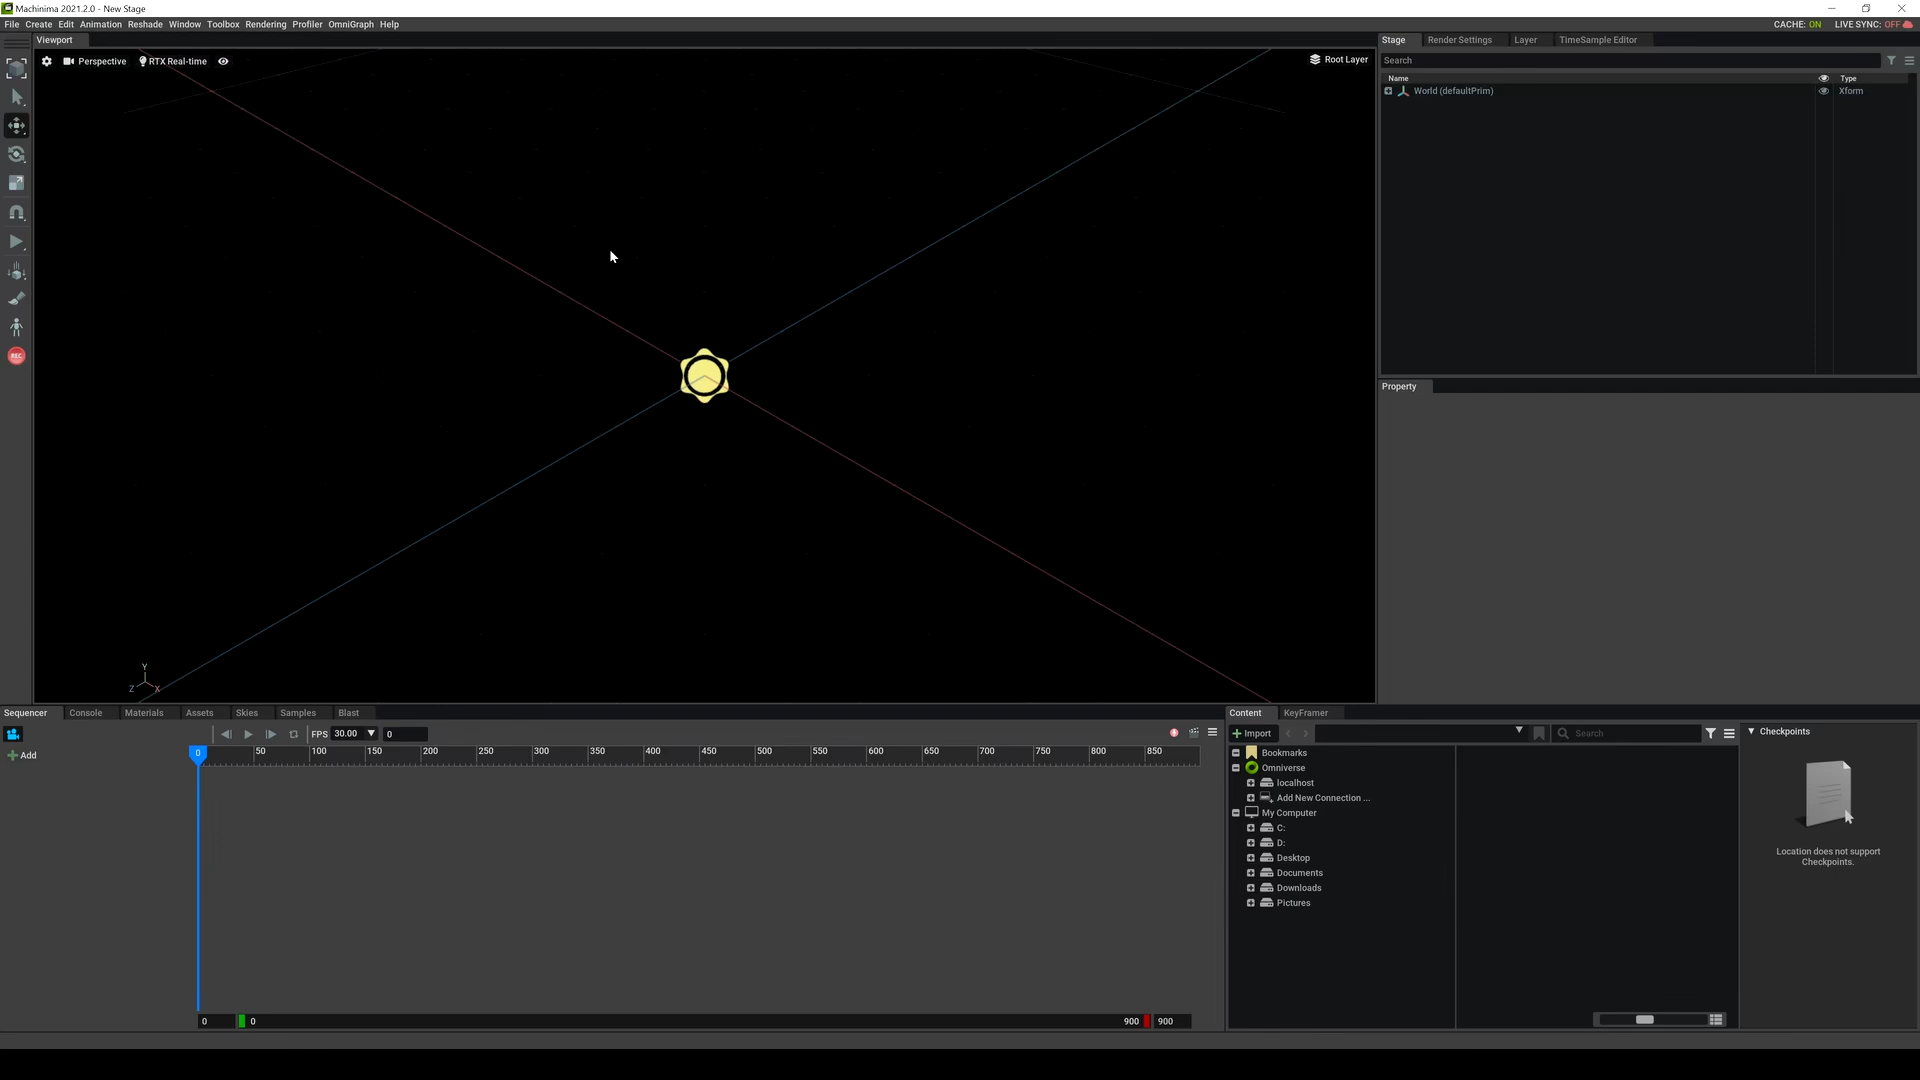 Machinima 2021.2.0 - New Stage
File Create Edit Animation Reshade Window Toolbox Rendering Profiler OmniGraph Help
CACHE: ON LIVE SYNC: OFF
Viewport
Stage Render Settings Layer TimeSample Editor
Perspective RTX Real-time
Root Layer
Search
Name Type
World (defaultPrim) Xform
REC
Property
Y
Z X
Sequencer Console Materials Assets Skies Samples Blast
FPS 30.00 0
Add
0 50 100 150 200 250 300 350 400 450 500 550 600 650 700 750 800 850
0 0 900 900
Content KeyFramer
Import Search
Bookmarks
Omniverse
localhost
Add New Connection ...
My Computer
C:
D:
Desktop
Documents
Downloads
Pictures
Checkpoints
Location does not support
Checkpoints.